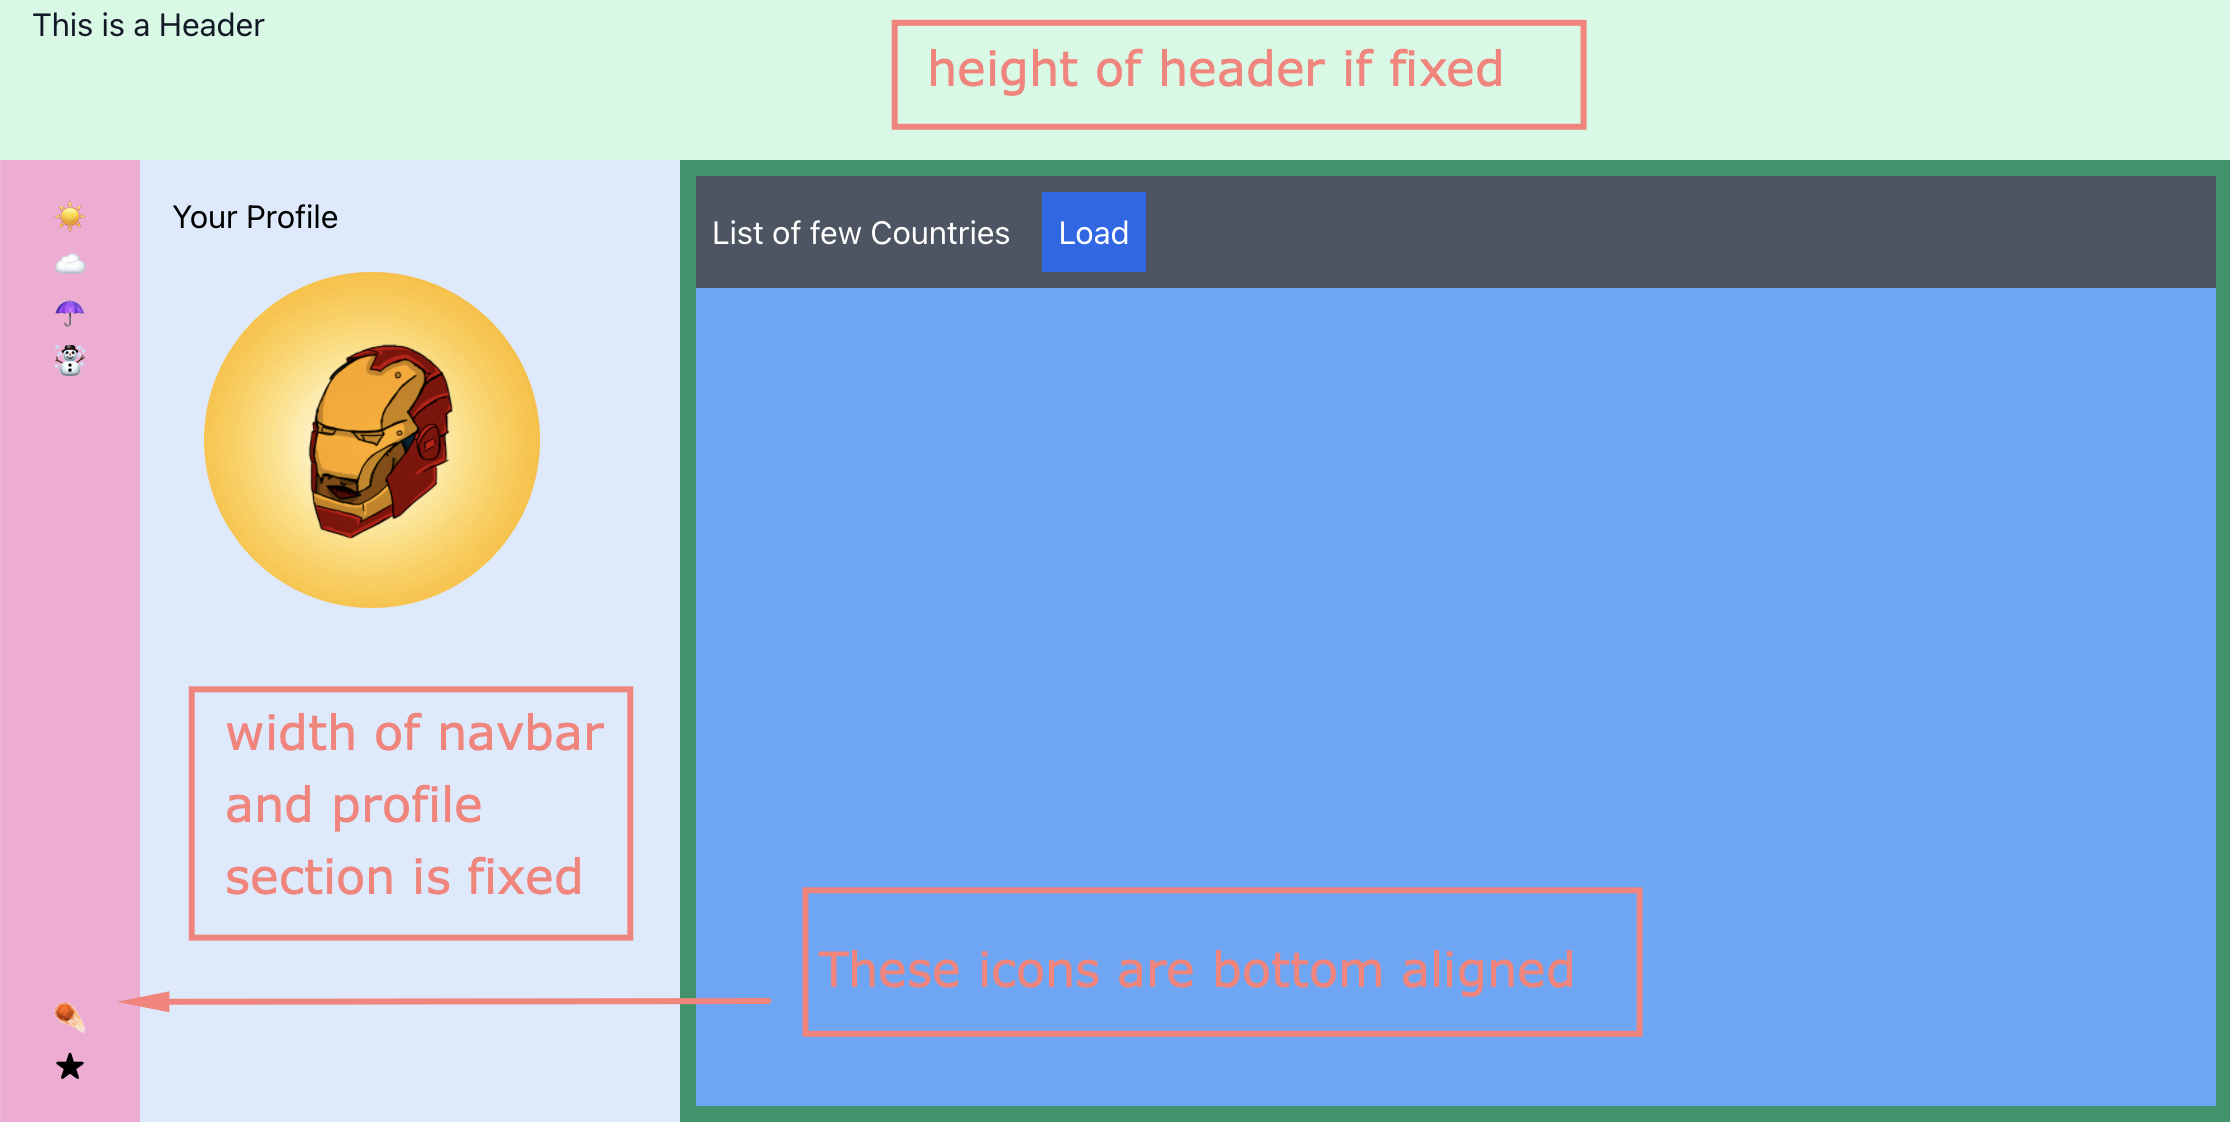 This is a Header
height of header if fixed
Your Profile
List of few Countries
Load
width of navbar
and profile
section is fixed
These icons are bottom aligned